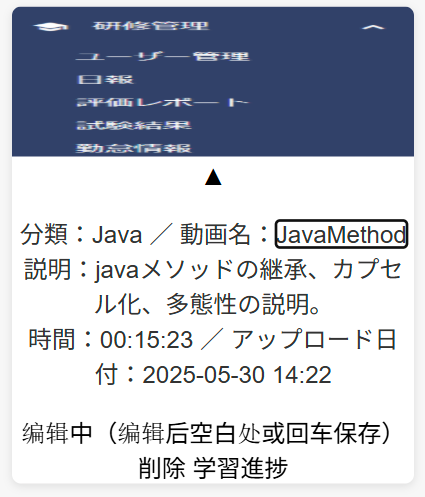 研修管理
ユーザー管理
日報
評価レポート
試験結果
勤怠情報
▲
分類：Java ／ 動画名：JavaMethod
説明：javaメソッドの継承、カプセ
ル化、多態性の説明。
時間：00:15:23 ／ アップロード日
付：2025-05-30 14:22
编辑中（编辑后空白处或回车保存）
削除 学習進捗